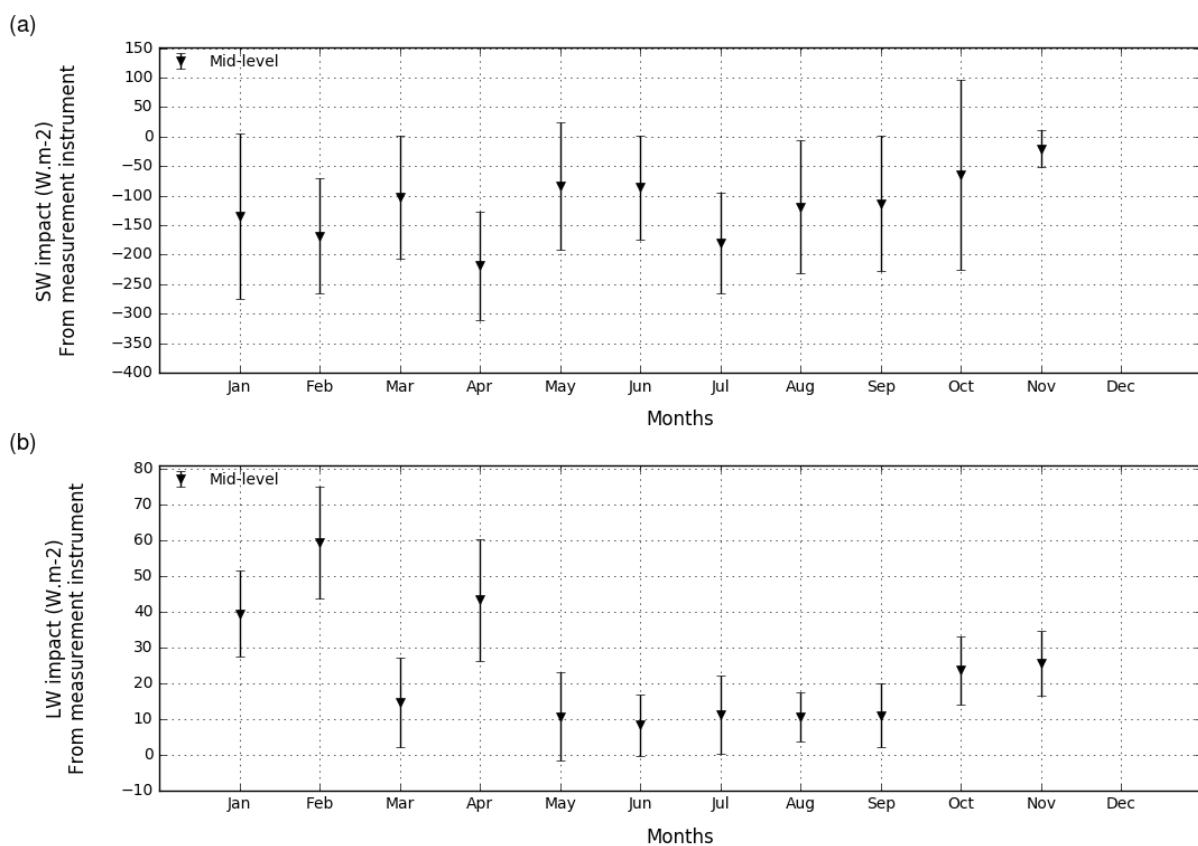 (a)
150
100
50
0
−50
−100
−150
−200
−250
−300
−350
−400
SW impact (W.m-2)
From measurement instrument
Mid-level
Jan Feb Mar Apr May Jun Jul Aug Sep Oct Nov Dec
Months
(b)
80
70
60
50
40
30
20
10
0
−10
LW impact (W.m-2)
From measurement instrument
Mid-level
Jan Feb Mar Apr May Jun Jul Aug Sep Oct Nov Dec
Months